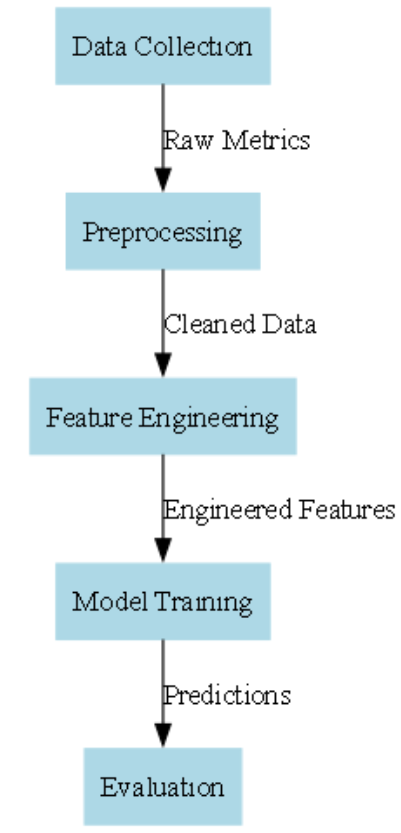 Data Collection
Raw Metrics
Preprocessing
Cleaned Data
Feature Engineering
Engineered Features
Model Training
Predictions
Evaluation